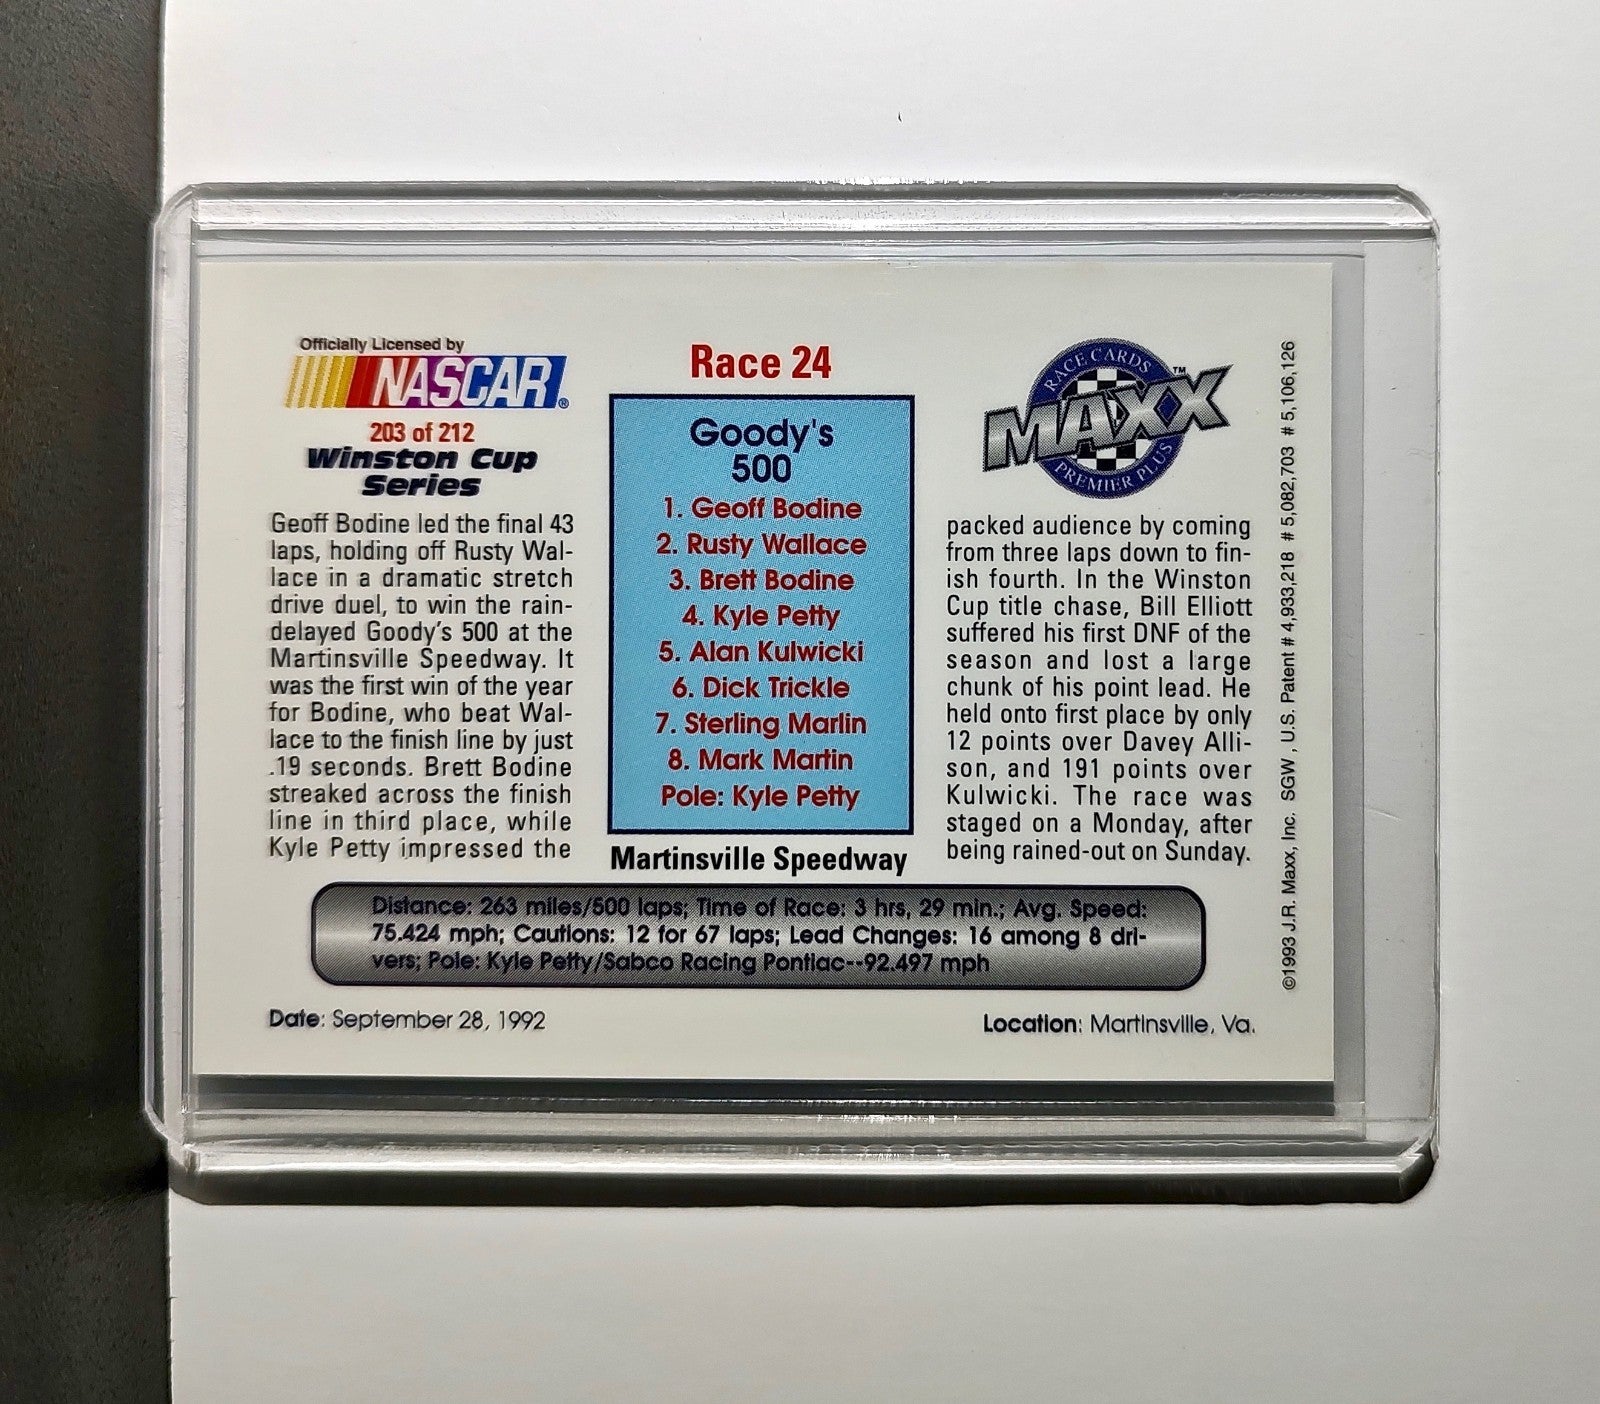 Officially Licensed by
NASCAR®
203 of 212
Winston Cup
Series
Geoff Bodine led the final 43
laps, holding off Rusty Wal-
lace in a dramatic stretch
drive duel, to win the rain-
delayed Goody's 500 at the
Martinsville Speedway. It
was the first win of the year
for Bodine, who beat Wal-
lace to the finish line by just
.19 seconds. Brett Bodine
streaked across the finish
line in third place, while
Kyle Petty impressed the
Race 24
Goody's
500
1. Geoff Bodine
2. Rusty Wallace
3. Brett Bodine
4. Kyle Petty
5. Alan Kulwicki
6. Dick Trickle
7. Sterling Marlin
8. Mark Martin
Pole: Kyle Petty
Martinsville Speedway
RACE CARDS
MAXX™
PREMIER PLUS
packed audience by coming
from three laps down to fin-
ish fourth. In the Winston
Cup title chase, Bill Elliott
suffered his first DNF of the
season and lost a large
chunk of his point lead. He
held onto first place by only
12 points over Davey Alli-
son, and 191 points over
Kulwicki. The race was
staged on a Monday, after
being rained-out on Sunday.
Distance: 263 miles/500 laps; Time of Race: 3 hrs, 29 min.; Avg. Speed:
75.424 mph; Cautions: 12 for 67 laps; Lead Changes: 16 among 8 dri-
vers; Pole: Kyle Petty/Sabco Racing Pontiac--92.497 mph
Date: September 28, 1992
Location: Martinsville, Va.
©1993 J.R. Maxx, Inc. SGW, U.S. Patent # 4,933,218 # 5,082,703 # 5,106,126